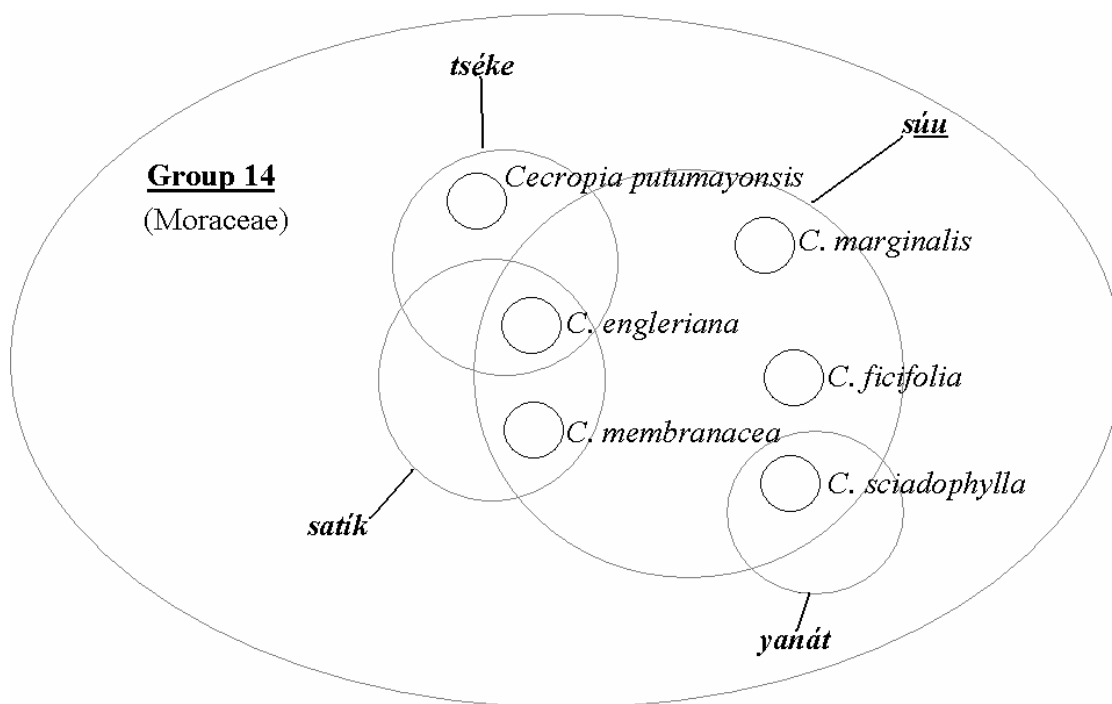 tséke
súu
Group 14
(Moraceae)
Cecropia putumayonsis
C. marginalis
C. engleriana
C. ficifolia
C. membranacea
C. sciadophylla
satík
yanát